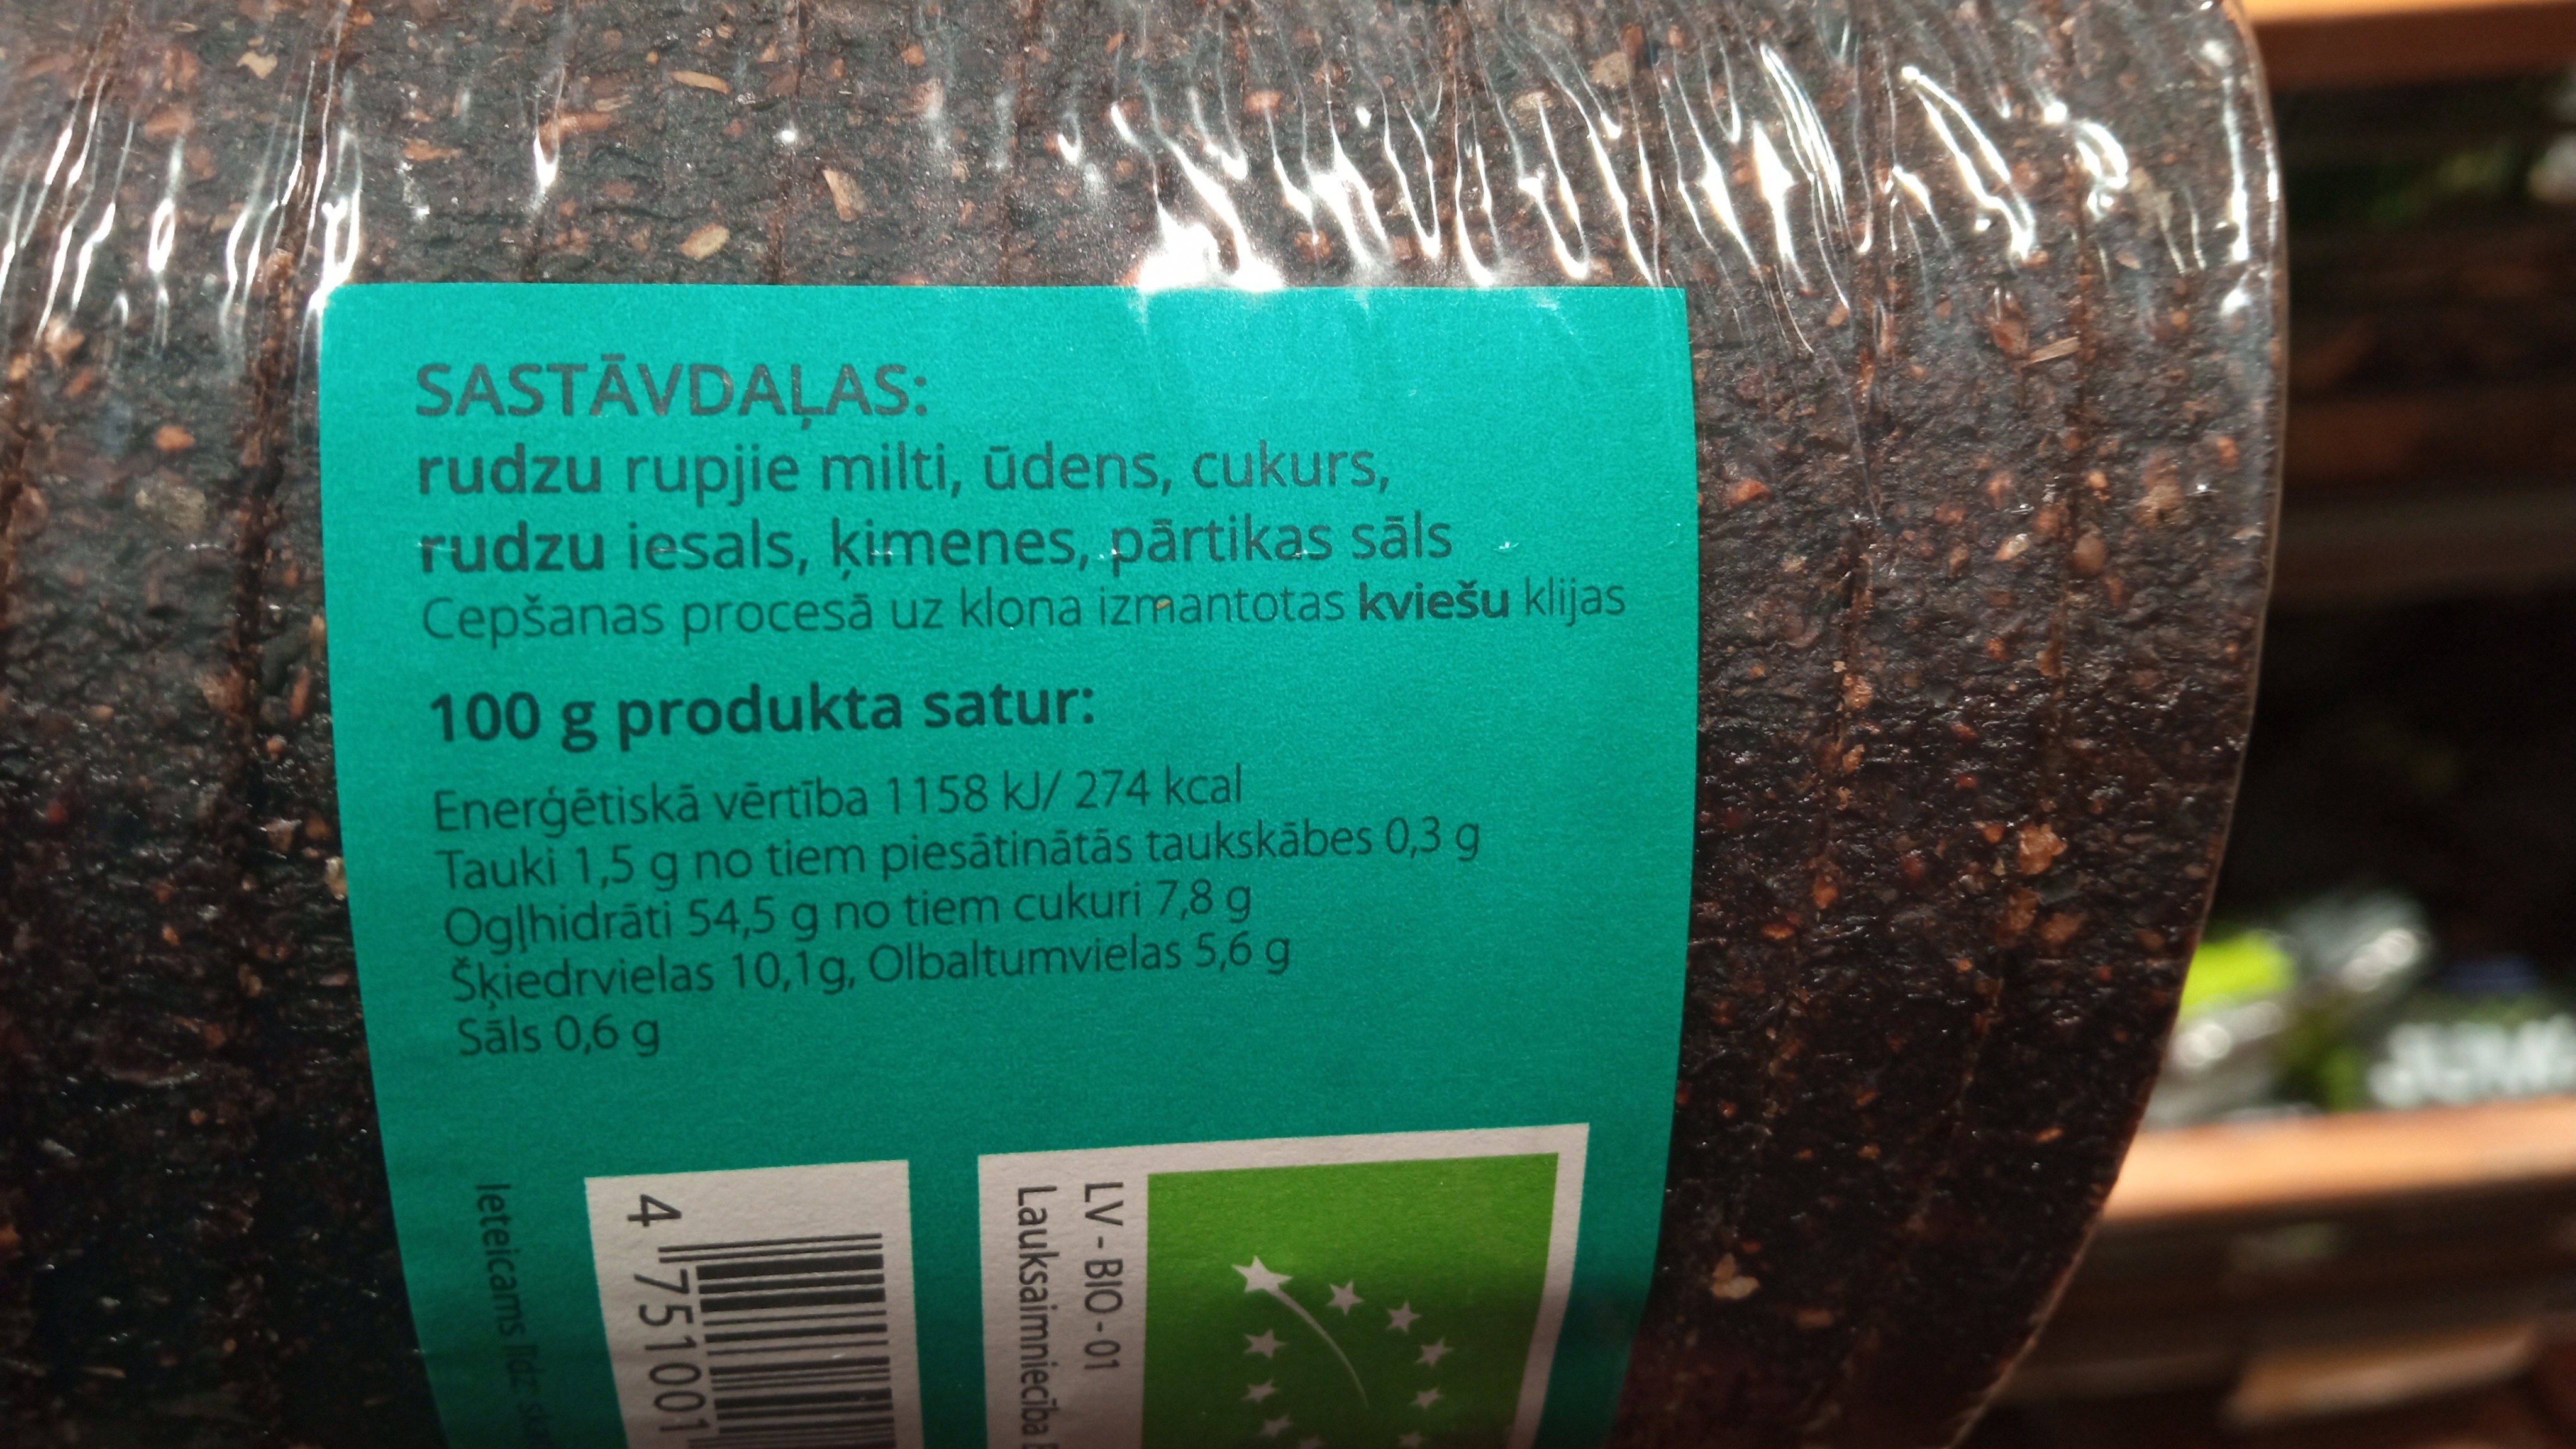 SASTĀVDAĻAS:
rudzu rupjie milti, ūdens, cukurs,
rudzu iesals, ķimenes, pārtikas sāls
Cepšanas procesā uz klona izmantotas kviešu klijas
100 g produkta satur:
Enerģētiskā vērtība 1158 kJ/ 274 kcal
Tauki 1,5 g no tiem piesātinātās taukskābes 0,3 g
Ogļhidrāti 54,5 g no tiem cukuri 7,8 g
Šķiedrvielas 10,1g, Olbaltumvielas 5,6 g
Sāls 0,6 g
Ieteicams līdz
4 751001
LV - BIO - 01
Lauksaimniecība